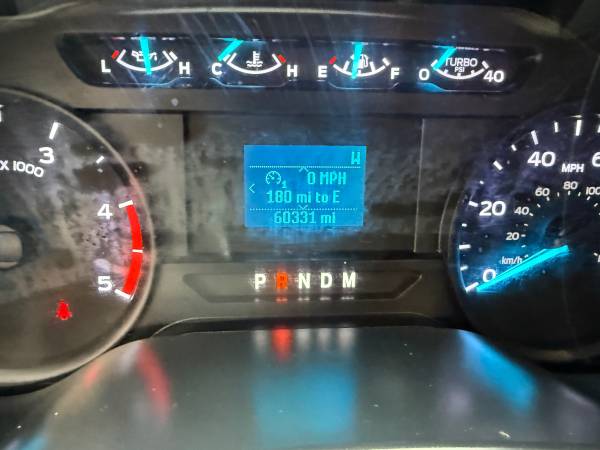 L H C H E F 0 TURBO PSI 40
X 1000 3 4 5
W
0 MPH
180 mi to E
60331 mi
P R N D M
0 20 40 MPH
km/h 20 40 60 80